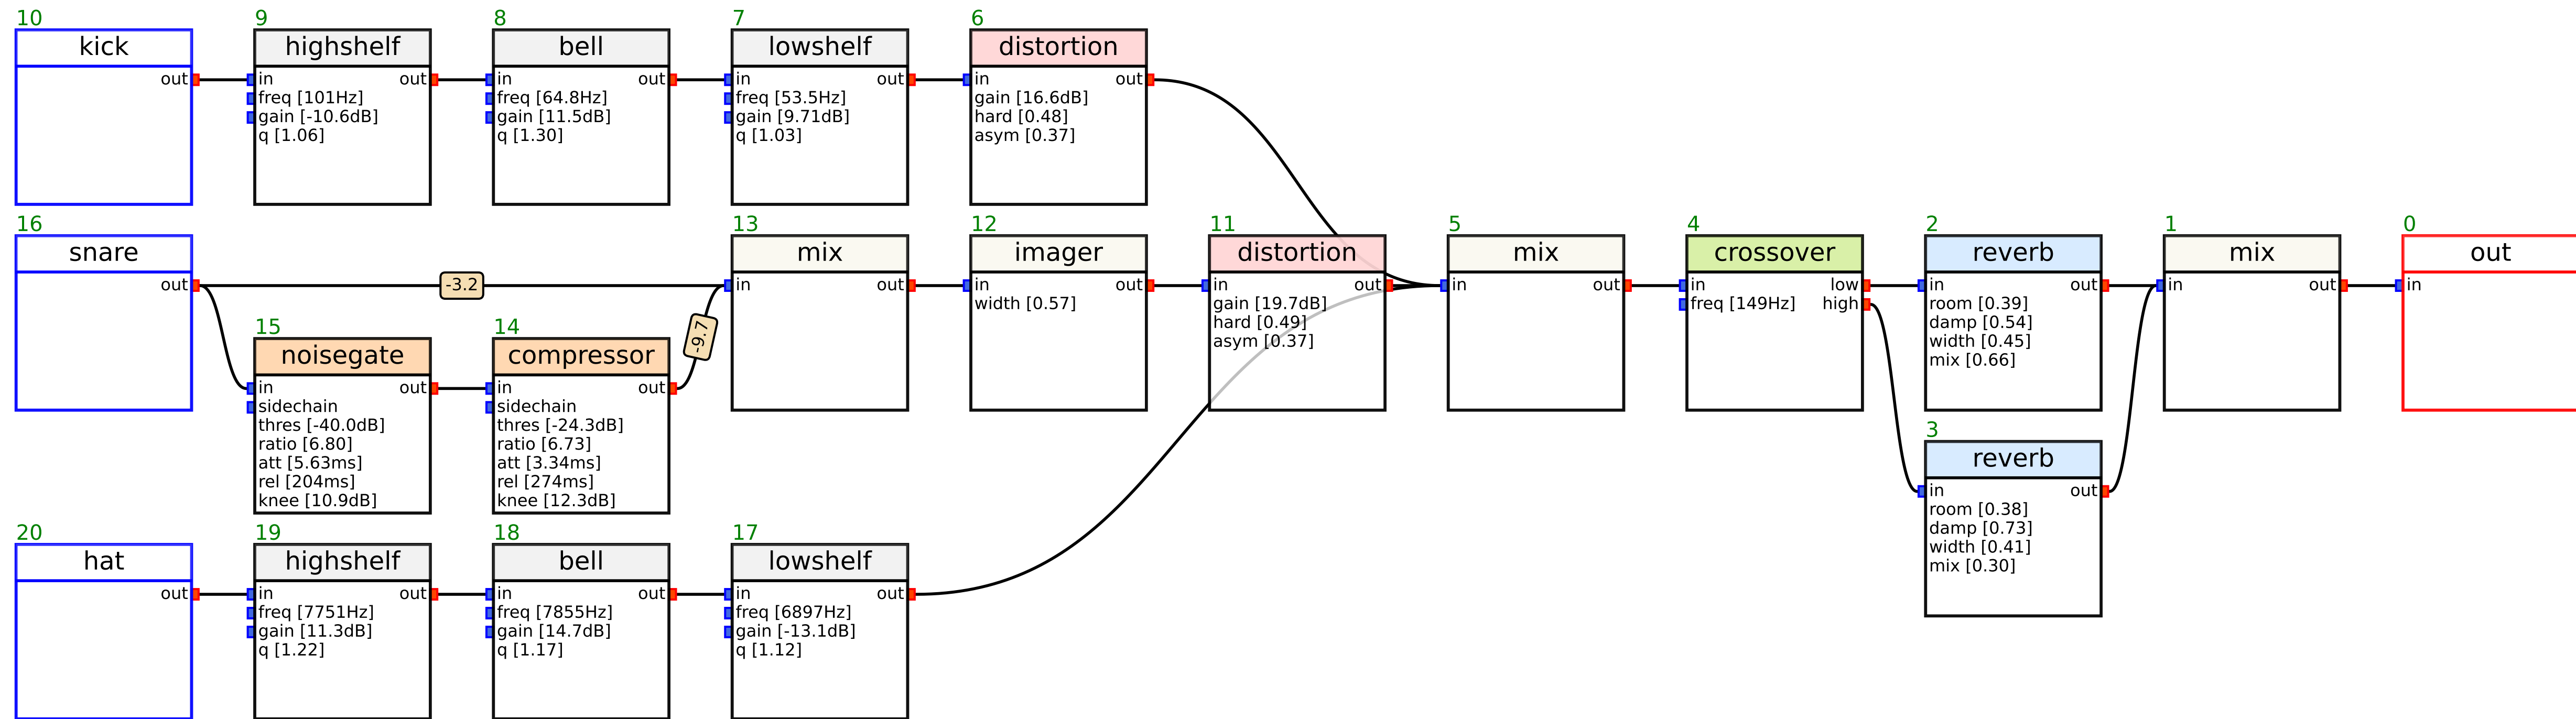 10
kick
out
9
highshelf
in out
freq [101Hz]
gain [-10.6dB]
q [1.06]
8
bell
in out
freq [64.8Hz]
gain [11.5dB]
q [1.30]
7
lowshelf
in out
freq [53.5Hz]
gain [9.71dB]
q [1.03]
6
distortion
in out
gain [16.6dB]
hard [0.48]
asym [0.37]
16
snare
out
-3.2
15
noisegate
in out
sidechain
thres [-40.0dB]
ratio [6.80]
att [5.63ms]
rel [204ms]
knee [10.9dB]
14
compressor
in out
sidechain
thres [-24.3dB]
ratio [6.73]
att [3.34ms]
rel [274ms]
knee [12.3dB]
-9.7
13
mix
in out
12
imager
in out
width [0.57]
11
distortion
in out
gain [19.7dB]
hard [0.49]
asym [0.37]
5
mix
in out
4
crossover
in low
freq [149Hz] high
2
reverb
in out
room [0.39]
damp [0.54]
width [0.45]
mix [0.66]
3
reverb
in out
room [0.38]
damp [0.73]
width [0.41]
mix [0.30]
1
mix
in out
0
out
in
20
hat
out
19
highshelf
in out
freq [7751Hz]
gain [11.3dB]
q [1.22]
18
bell
in out
freq [7855Hz]
gain [14.7dB]
q [1.17]
17
lowshelf
in out
freq [6897Hz]
gain [-13.1dB]
q [1.12]